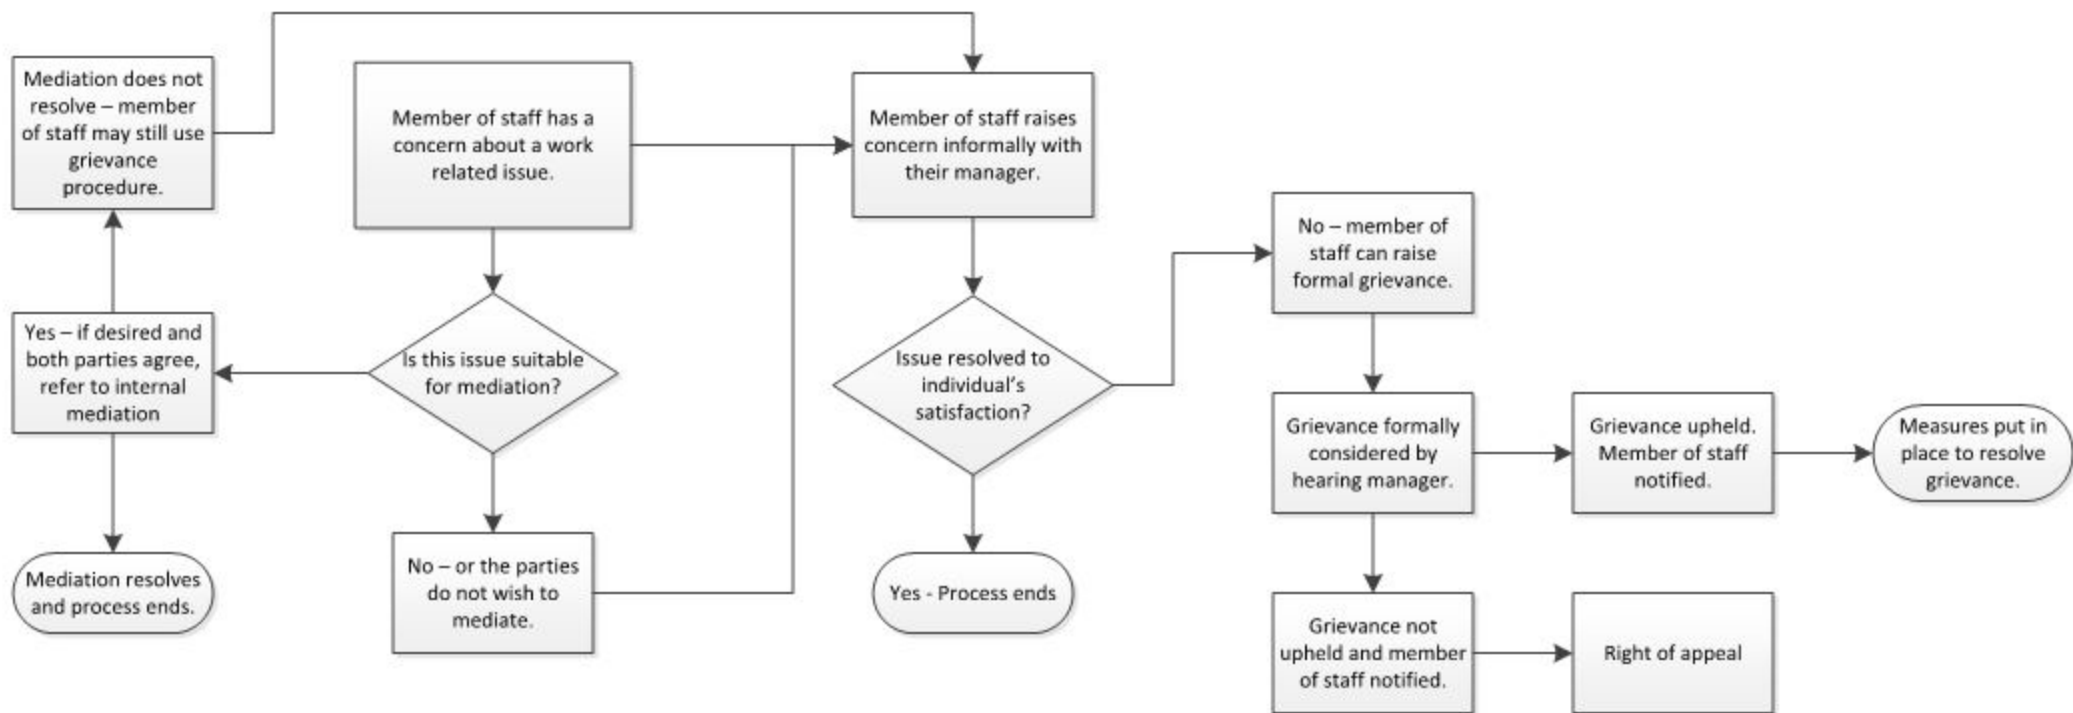 Mediation does not
resolve – member
of staff may still use
grievance
procedure.
Member of staff has a
concern about a work
related issue.
Member of staff raises
concern informally with
their manager.
No – member of
staff can raise
formal grievance.
Yes – if desired and
both parties agree,
refer to internal
mediation
Is this issue suitable
for mediation?
Issue resolved to
individual's
satisfaction?
Grievance formally
considered by
hearing manager.
Grievance upheld.
Member of staff
notified.
Measures put in
place to resolve
grievance.
Mediation resolves
and process ends.
No – or the parties
do not wish to
mediate.
Yes - Process ends
Grievance not
upheld and member
of staff notified.
Right of appeal